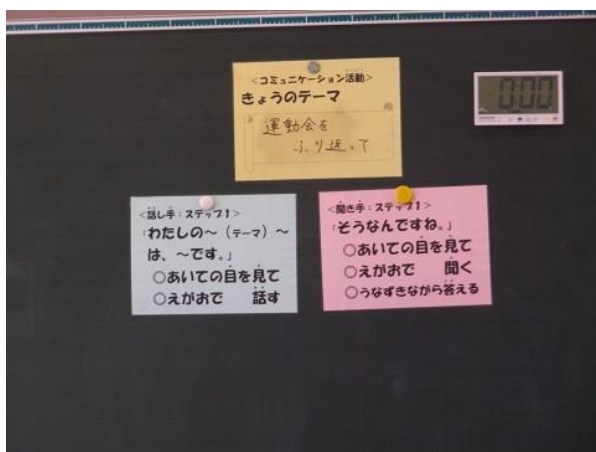 <コミュニケーション活動>
きょうのテーマ
運動会を
ふり返って
<話し手：ステップ1>
「わたしの～（テーマ）～
は、～です。」
○あいての目を見て
○えがおで　話す
<聞き手：ステップ1>
「そうなんですね。」
○あいての目を見て
○えがおで　聞く
○うなずきながら答える
0:00